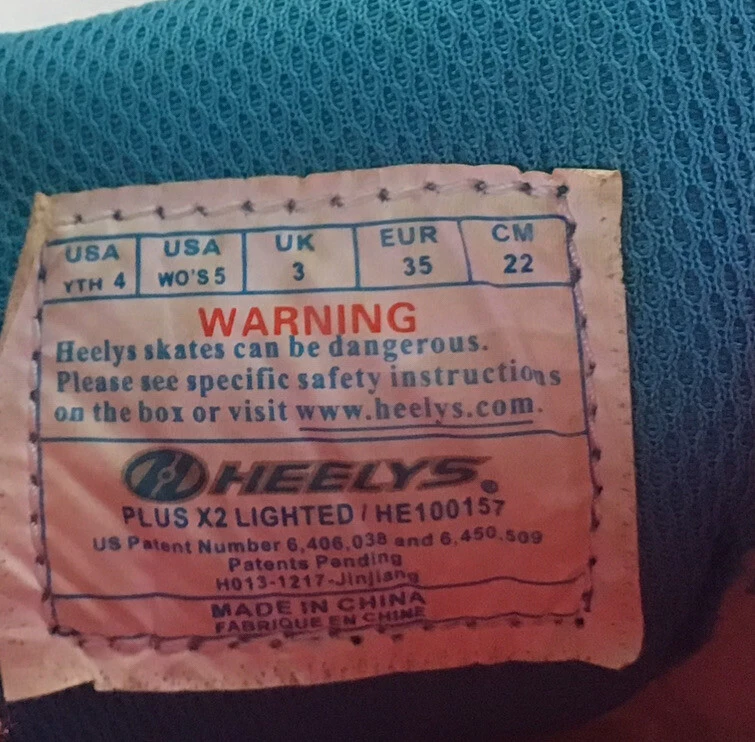 USA USA UK EUR CM
YTH 4 WO'S 5 3 35 22
WARNING
Heelys skates can be dangerous.
Please see specific safety instructions
on the box or visit www.heelys.com.
HEELYS®
PLUS X2 LIGHTED / HE100157
US Patent Number 6,406,038 and 6,450,509
Patents Pending
H013-1217-Jinjiang
MADE IN CHINA
FABRIQUE EN CHINE